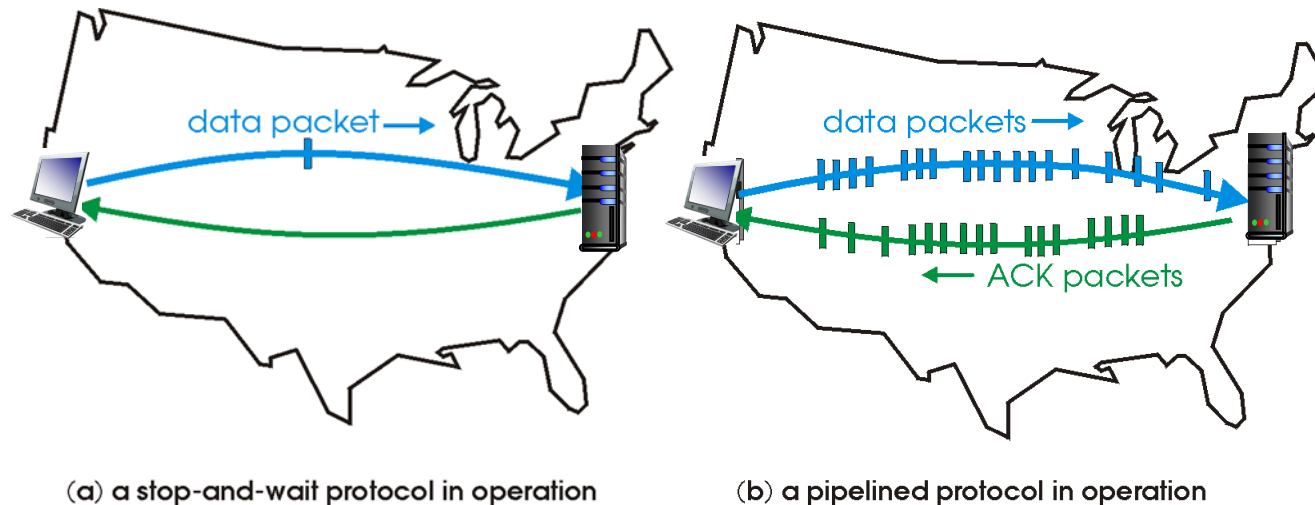 data packet
data packets
ACK packets
(a) a stop-and-wait protocol in operation
(b) a pipelined protocol in operation